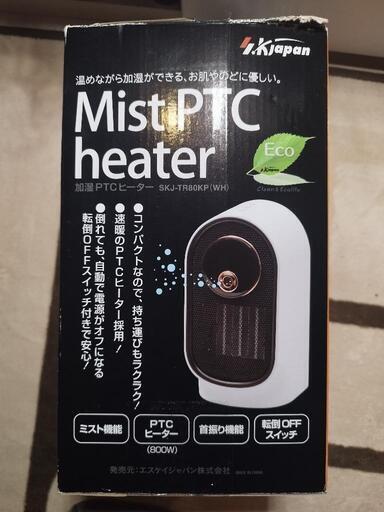 S.K Japan
温めながら加湿ができる、お肌やのどに優しい。
Mist PTC
heater
加湿PTCヒーター SKJ-TR80KP(WH)
Eco
S.K Japan
Clean & Ecolife
●コンパクトなので、持ち運びもラクラク!
●速暖のPTCヒーター採用!
●倒れても、自動で電源がオフになる
転倒OFFスイッチ付きで安心!
ミスト機能
PTC
ヒーター
(800W)
首振り機能
転倒OFF
スイッチ
発売元:エスケイジャパン株式会社 MADE IN CHINA